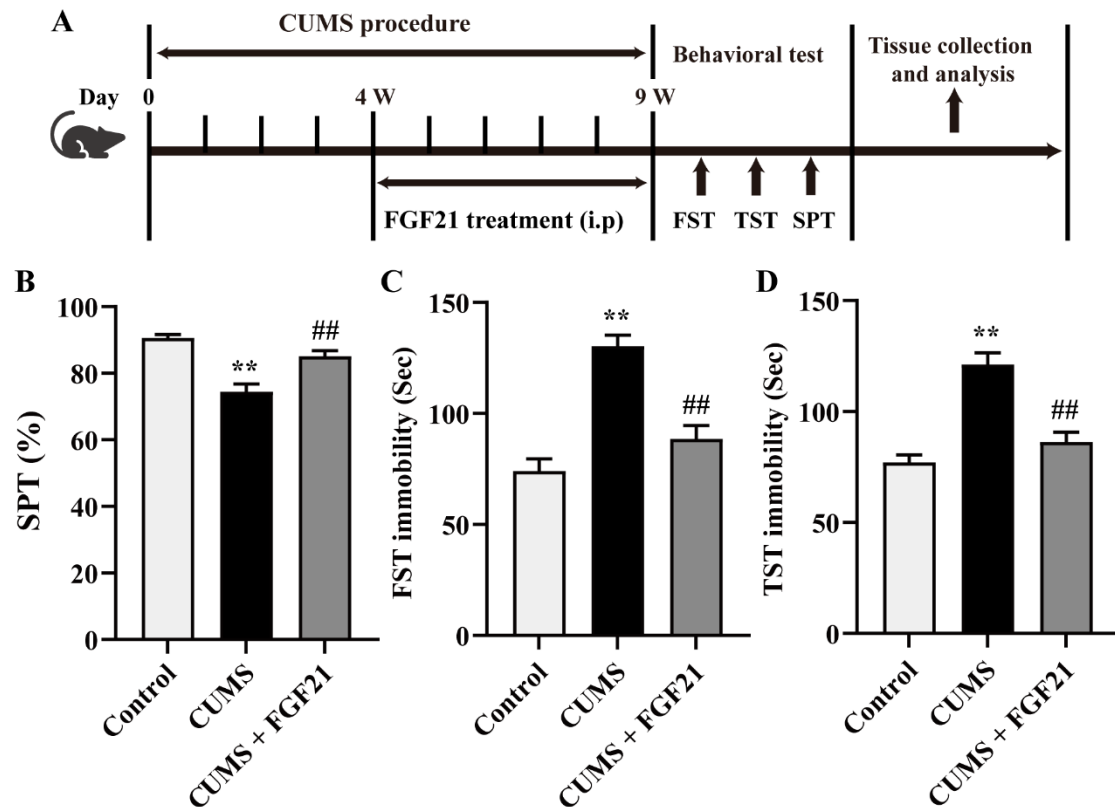 A
CUMS procedure
Behavioral test
Tissue collection
and analysis
Day
0
4 W
9 W
FGF21 treatment (i.p)
FST
TST
SPT
B
SPT (%)
100
80
60
40
20
0
**
##
Control
CUMS
CUMS + FGF21
C
FST immobility (Sec)
150
100
50
0
**
##
Control
CUMS
CUMS + FGF21
D
TST immobility (Sec)
150
100
50
0
**
##
Control
CUMS
CUMS + FGF21